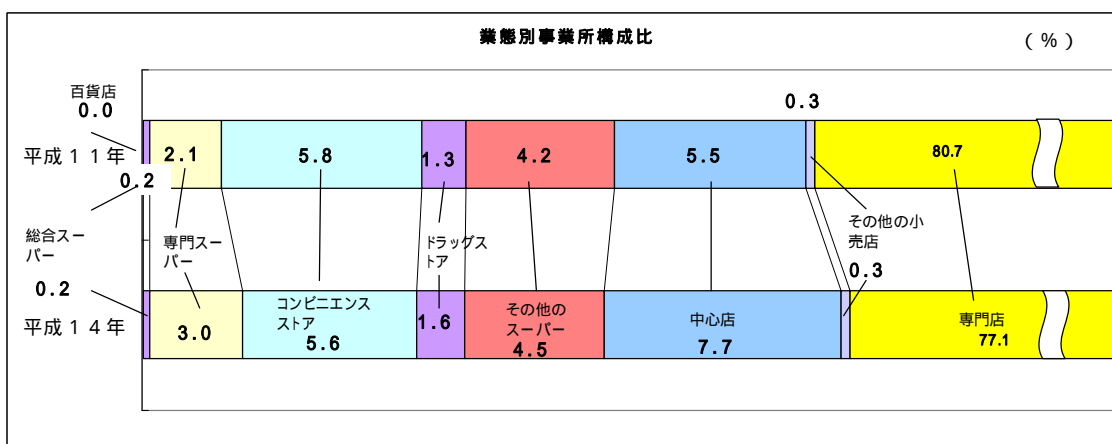 業態別事業所構成比
（％）
百貨店
0.0
0.3
平成１１年
2.1
5.8
1.3
4.2
5.5
80.7
0.2
総合スー
パー
専門スー
パー
ドラッグス
トア
その他の小
売店
0.2
0.3
平成１４年
3.0
コンビニエンス
ストア
5.6
1.6
その他の
スーパー
4.5
中心店
7.7
専門店
77.1